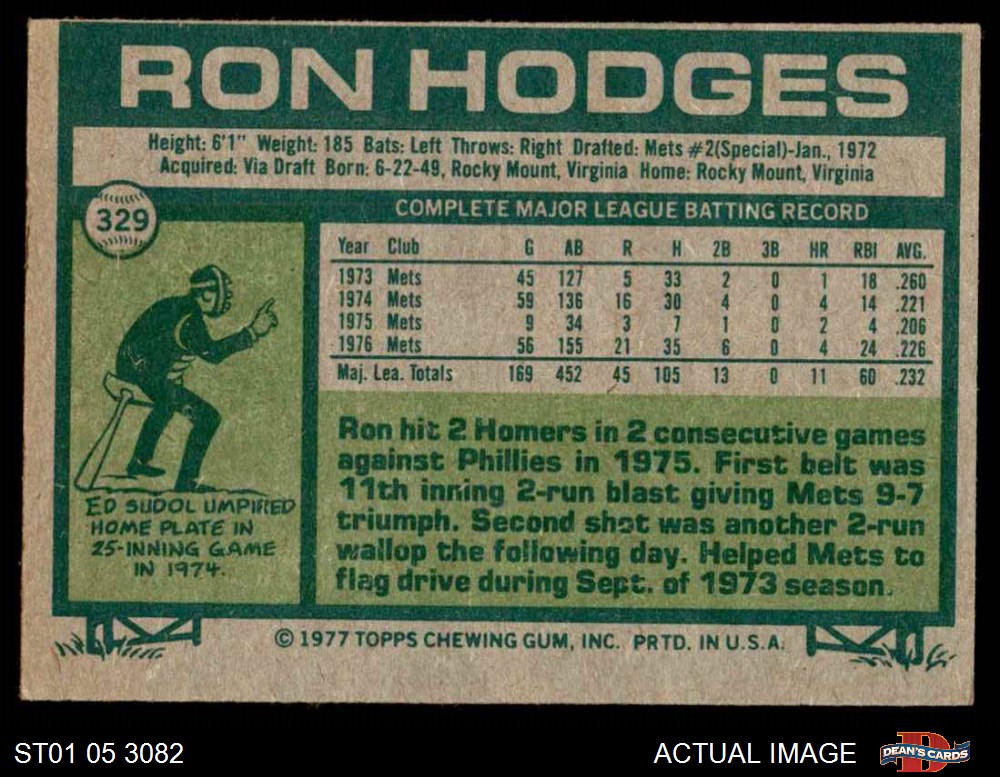 RON HODGES
Height: 6'1" Weight: 185 Bats: Left Throws: Right Drafted: Mets #2(Special)-Jan., 1972
Acquired: Via Draft Born: 6-22-49, Rocky Mount, Virginia Home: Rocky Mount, Virginia
329
COMPLETE MAJOR LEAGUE BATTING RECORD
Year Club G AB R H 2B 3B HR RBI AVG.
1973 Mets 45 127 5 33 2 0 1 18 .260
1974 Mets 59 136 16 30 4 0 4 14 .221
1975 Mets 9 34 3 7 1 0 2 4 .206
1976 Mets 56 155 21 35 6 0 4 24 .226
Maj. Lea. Totals 169 452 45 105 13 0 11 60 .232
ED SUDOL UMPIRED
HOME PLATE IN
25-INNING GAME
IN 1974.
Ron hit 2 Homers in 2 consecutive games
against Phillies in 1975. First belt was
11th inning 2-run blast giving Mets 9-7
triumph. Second shot was another 2-run
wallop the following day. Helped Mets to
flag drive during Sept. of 1973 season.
© 1977 TOPPS CHEWING GUM, INC. PRTD. IN U.S.A.
ST01 05 3082
ACTUAL IMAGE
D
DEAN'S CARDS